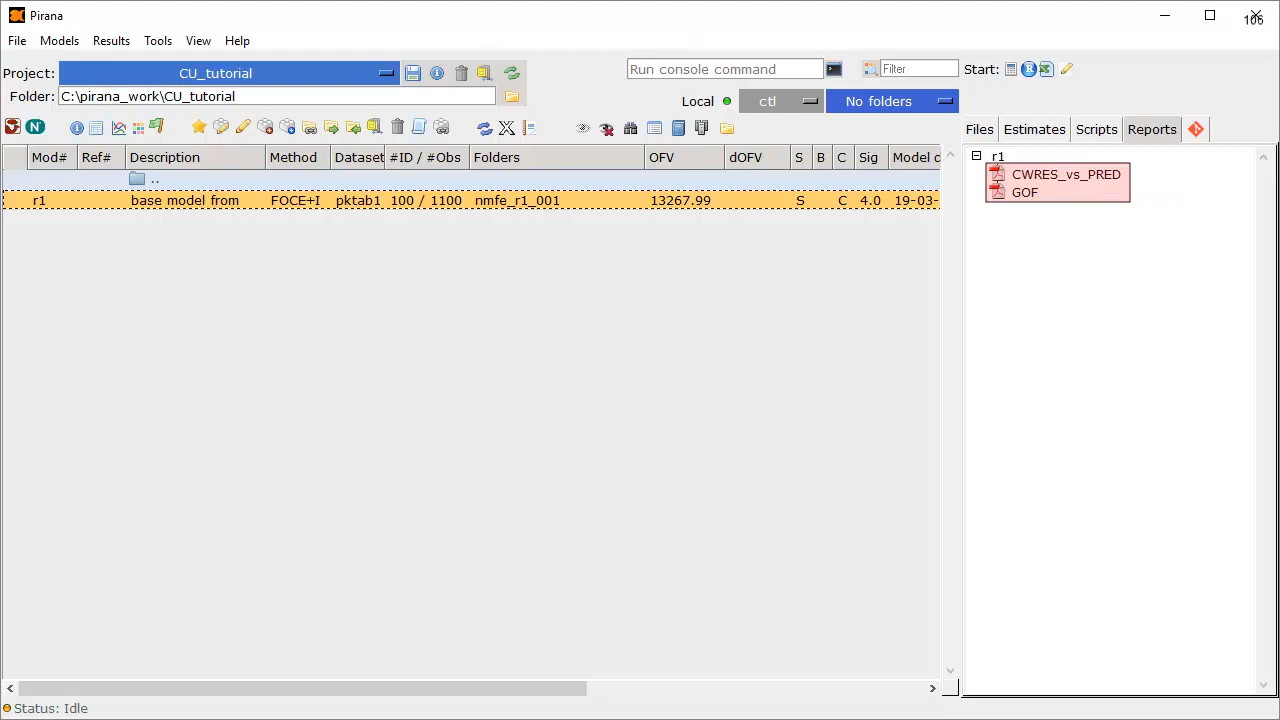 Pirana
106
File Models Results Tools View Help
Project: CU_tutorial
Run console command
Filter
Start:
Folder: C:\pirana_work\CU_tutorial
Local ctl No folders
Files Estimates Scripts Reports
Mod# Ref# Description Method Dataset #ID / #Obs Folders OFV dOFV S B C Sig Model d
..
r1 base model from FOCE+I pktab1 100 / 1100 nmfe_r1_001 13267.99 S C 4.0 19-03-
r1
CWRES_vs_PRED
GOF
Status: Idle